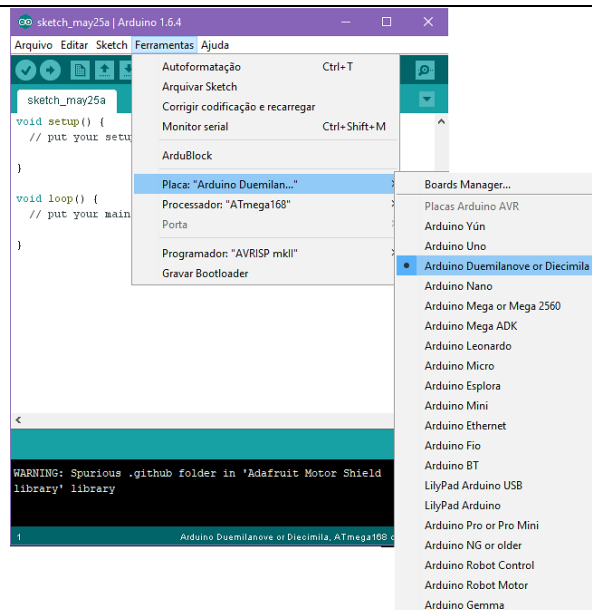 sketch_may25a | Arduino 1.6.4
Arquivo Editar Sketch Ferramentas Ajuda
sketch_may25a
void setup() {
// put your setu
}
void loop() {
// put your main
}
Autoformatação Ctrl+T
Arquivar Sketch
Corrigir codificação e recarregar
Monitor serial Ctrl+Shift+M
ArduBlock
Placa: "Arduino Duemilan..."
Processador: "ATmega168"
Porta
Programador: "AVRISP mkII"
Gravar Bootloader
Boards Manager...
Placas Arduino AVR
Arduino Yún
Arduino Uno
Arduino Duemilanove or Diecimila
Arduino Nano
Arduino Mega or Mega 2560
Arduino Mega ADK
Arduino Leonardo
Arduino Micro
Arduino Esplora
Arduino Mini
Arduino Ethernet
Arduino Fio
Arduino BT
LilyPad Arduino USB
LilyPad Arduino
Arduino Pro or Pro Mini
Arduino NG or older
Arduino Robot Control
Arduino Robot Motor
Arduino Gemma
WARNING: Spurious .github folder in 'Adafruit Motor Shield
library' library
1 Arduino Duemilanove or Diecimila, ATmega168